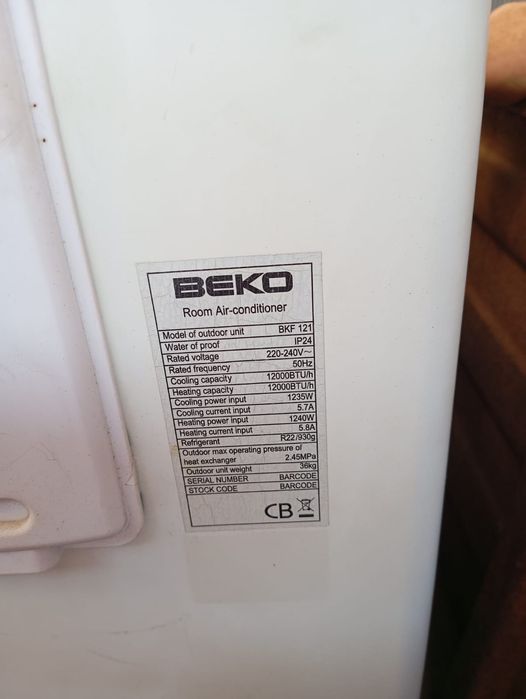 BEKO
Room Air-conditioner
Model of outdoor unit BKF 121
Water of proof IP24
Rated voltage 220-240V~
Rated frequency 50Hz
Cooling capacity 12000BTU/h
Heating capacity 12000BTU/h
Cooling power input 1235W
Cooling current input 5.7A
Heating power input 1240W
Heating current input 5.8A
Refrigerant R22/930g
Outdoor max operating pressure of
heat exchanger 2.45MPa
Outdoor unit weight 36kg
SERIAL NUMBER BARCODE
STOCK CODE BARCODE
CB